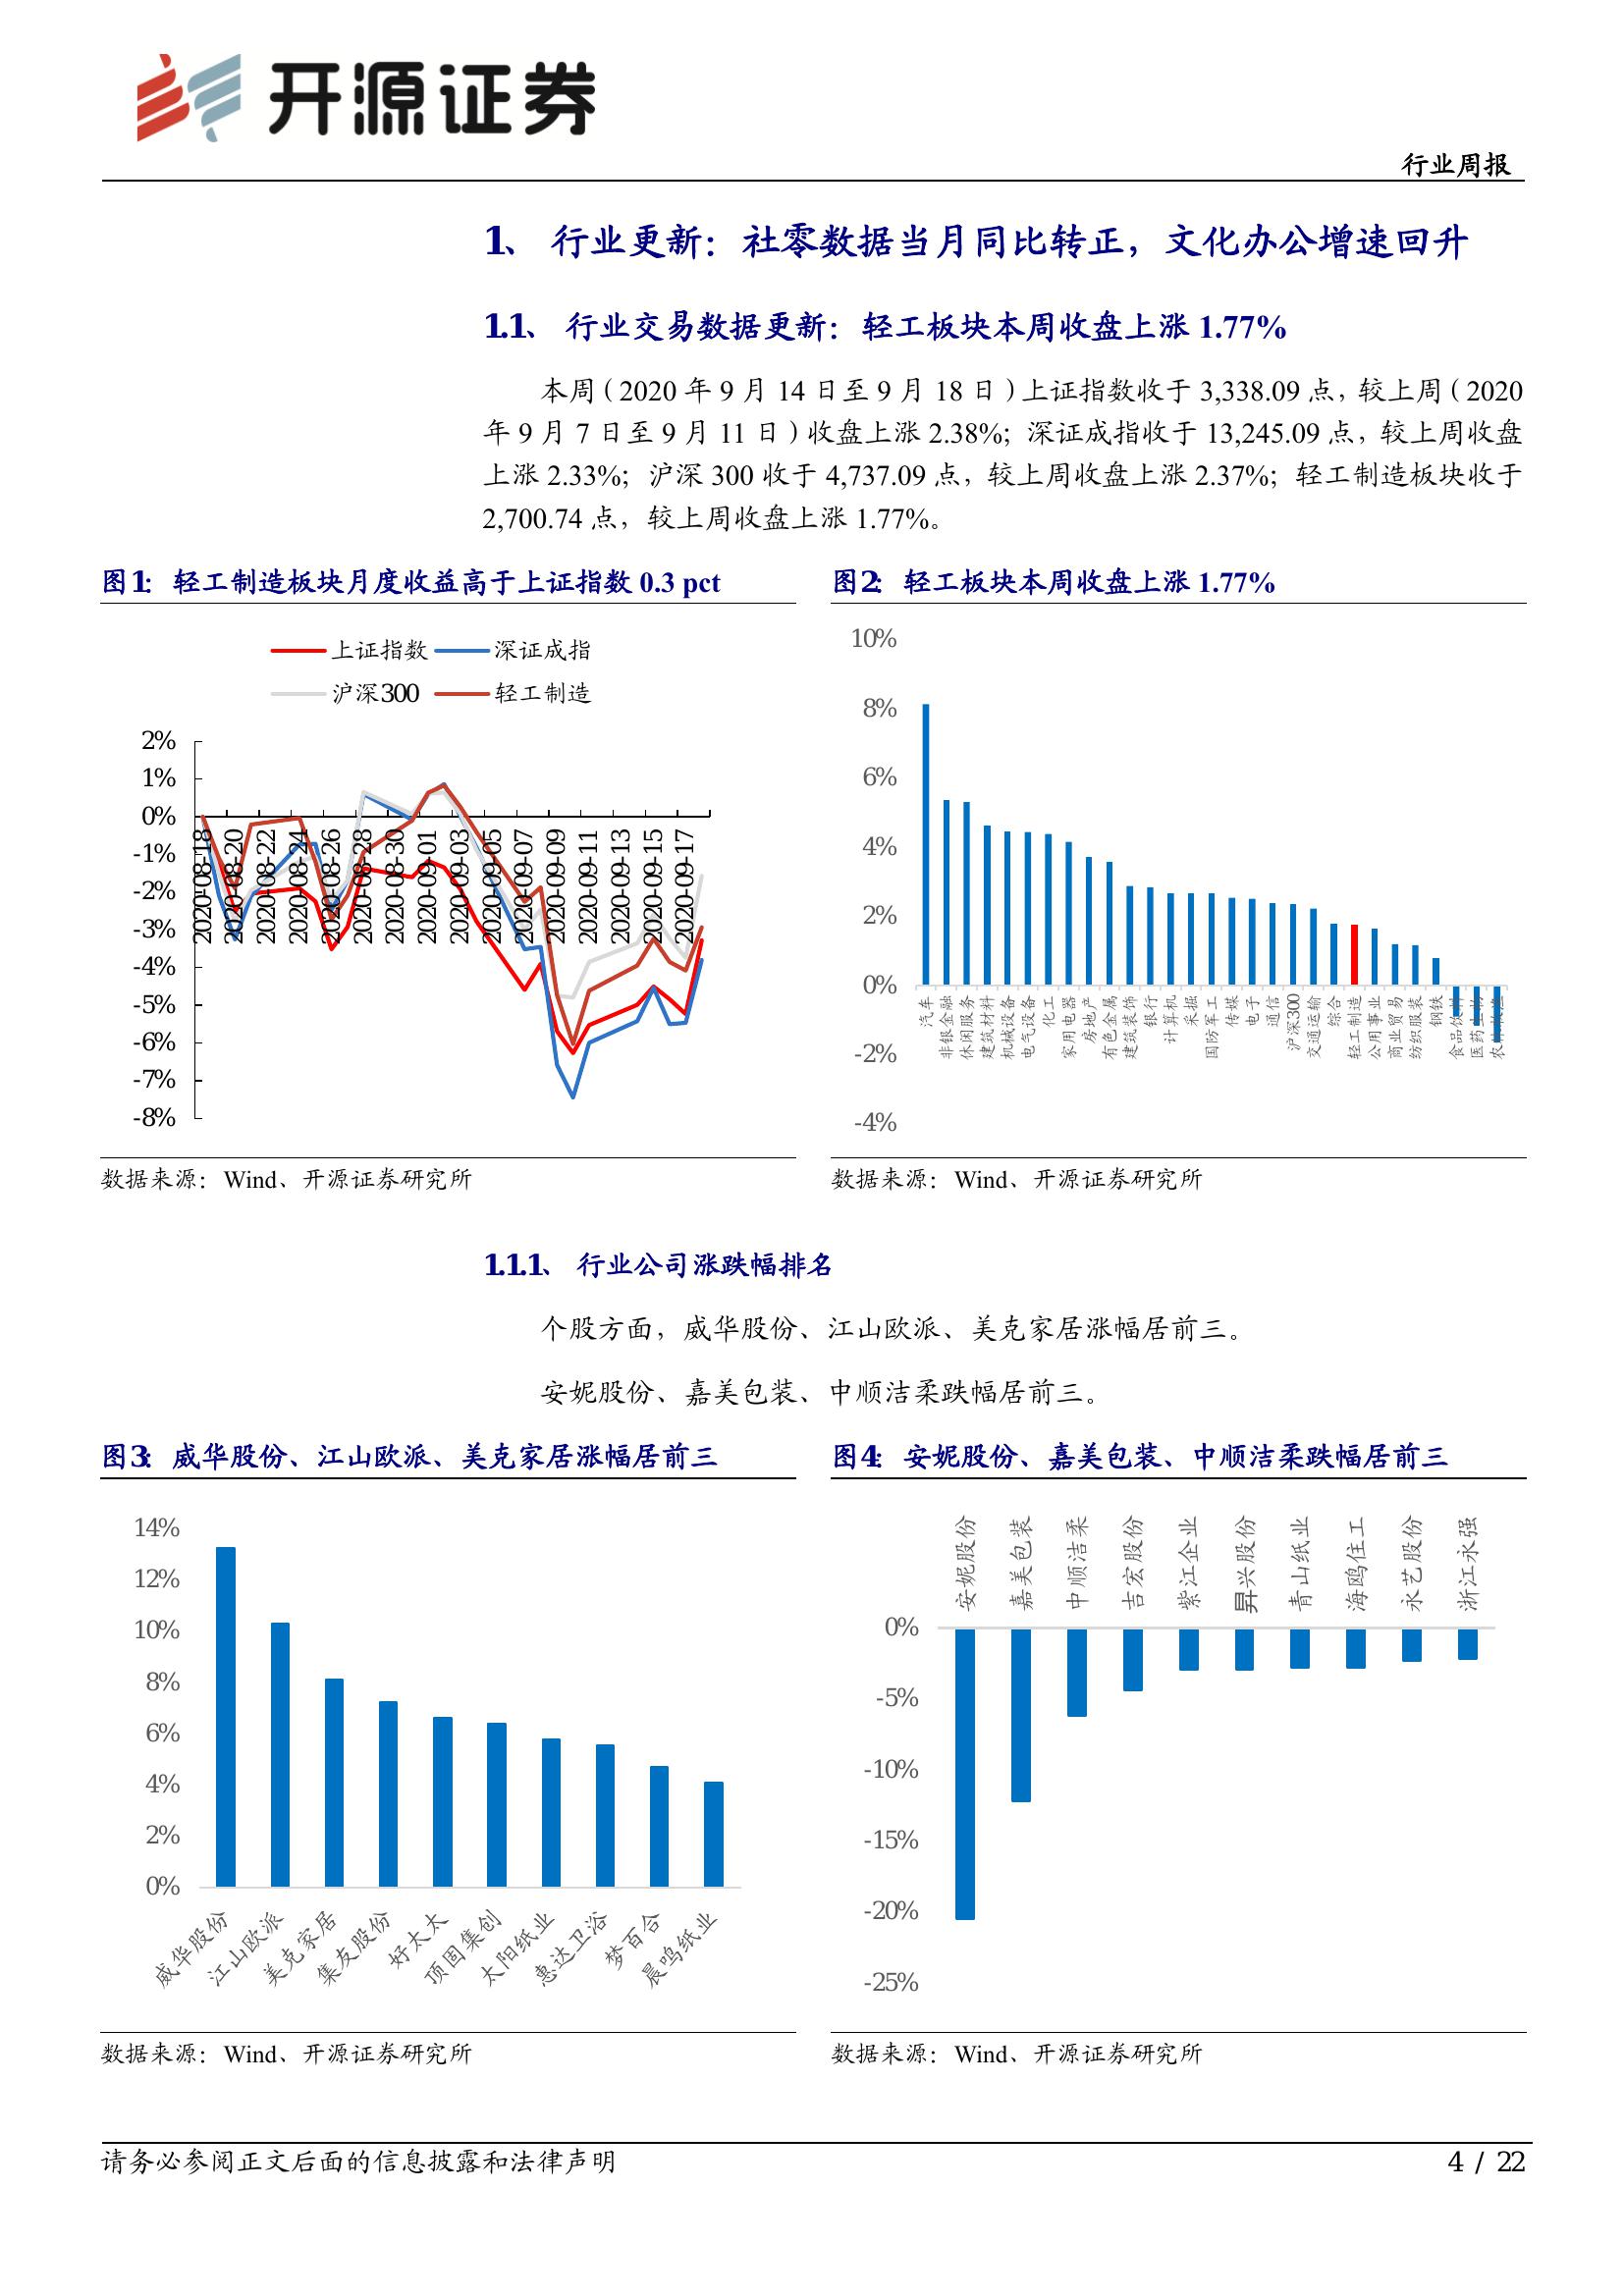 开源证券
行业周报
1、 行业更新：社零数据当月同比转正，文化办公增速回升
1.1、 行业交易数据更新：轻工板块本周收盘上涨 1.77%
本周（2020 年 9 月 14 日至 9 月 18 日）上证指数收于 3,338.09 点，较上周（2020
年 9 月 7 日至 9 月 11 日）收盘上涨 2.38%；深证成指收于 13,245.09 点，较上周收盘
上涨 2.33%；沪深 300 收于 4,737.09 点，较上周收盘上涨 2.37%；轻工制造板块收于
2,700.74 点，较上周收盘上涨 1.77%。
图1： 轻工制造板块月度收益高于上证指数 0.3 pct
上证指数 深证成指
沪深300 轻工制造
2%
1%
0%
-1%
-2%
-3%
-4%
-5%
-6%
-7%
-8%
2020-08-18
2020-08-20
2020-08-22
2020-08-24
2020-08-26
2020-08-28
2020-08-30
2020-09-01
2020-09-03
2020-09-05
2020-09-07
2020-09-09
2020-09-11
2020-09-13
2020-09-15
2020-09-17
数据来源：Wind、开源证券研究所
图2： 轻工板块本周收盘上涨 1.77%
10%
8%
6%
4%
2%
0%
-2%
-4%
汽车
非银金融
休闲服务
建筑材料
机械设备
电气设备
化工
家用电器
房地产
有色金属
建筑装饰
银行
计算机
采掘
国防军工
传媒
电子
通信
沪深300
交通运输
综合
轻工制造
公用事业
商业贸易
纺织服装
钢铁
食品饮料
医药生物
农林牧渔
数据来源：Wind、开源证券研究所
1.1.1、 行业公司涨跌幅排名
个股方面，威华股份、江山欧派、美克家居涨幅居前三。
安妮股份、嘉美包装、中顺洁柔跌幅居前三。
图3： 威华股份、江山欧派、美克家居涨幅居前三
14%
12%
10%
8%
6%
4%
2%
0%
威华股份
江山欧派
美克家居
集友股份
好太太
顶固集创
太阳纸业
惠达卫浴
梦百合
晨鸣纸业
数据来源：Wind、开源证券研究所
图4： 安妮股份、嘉美包装、中顺洁柔跌幅居前三
安妮股份
嘉美包装
中顺洁柔
吉宏股份
紫江企业
昇兴股份
青山纸业
海鸥住工
永艺股份
浙江永强
0%
-5%
-10%
-15%
-20%
-25%
数据来源：Wind、开源证券研究所
请务必参阅正文后面的信息披露和法律声明
4 / 22